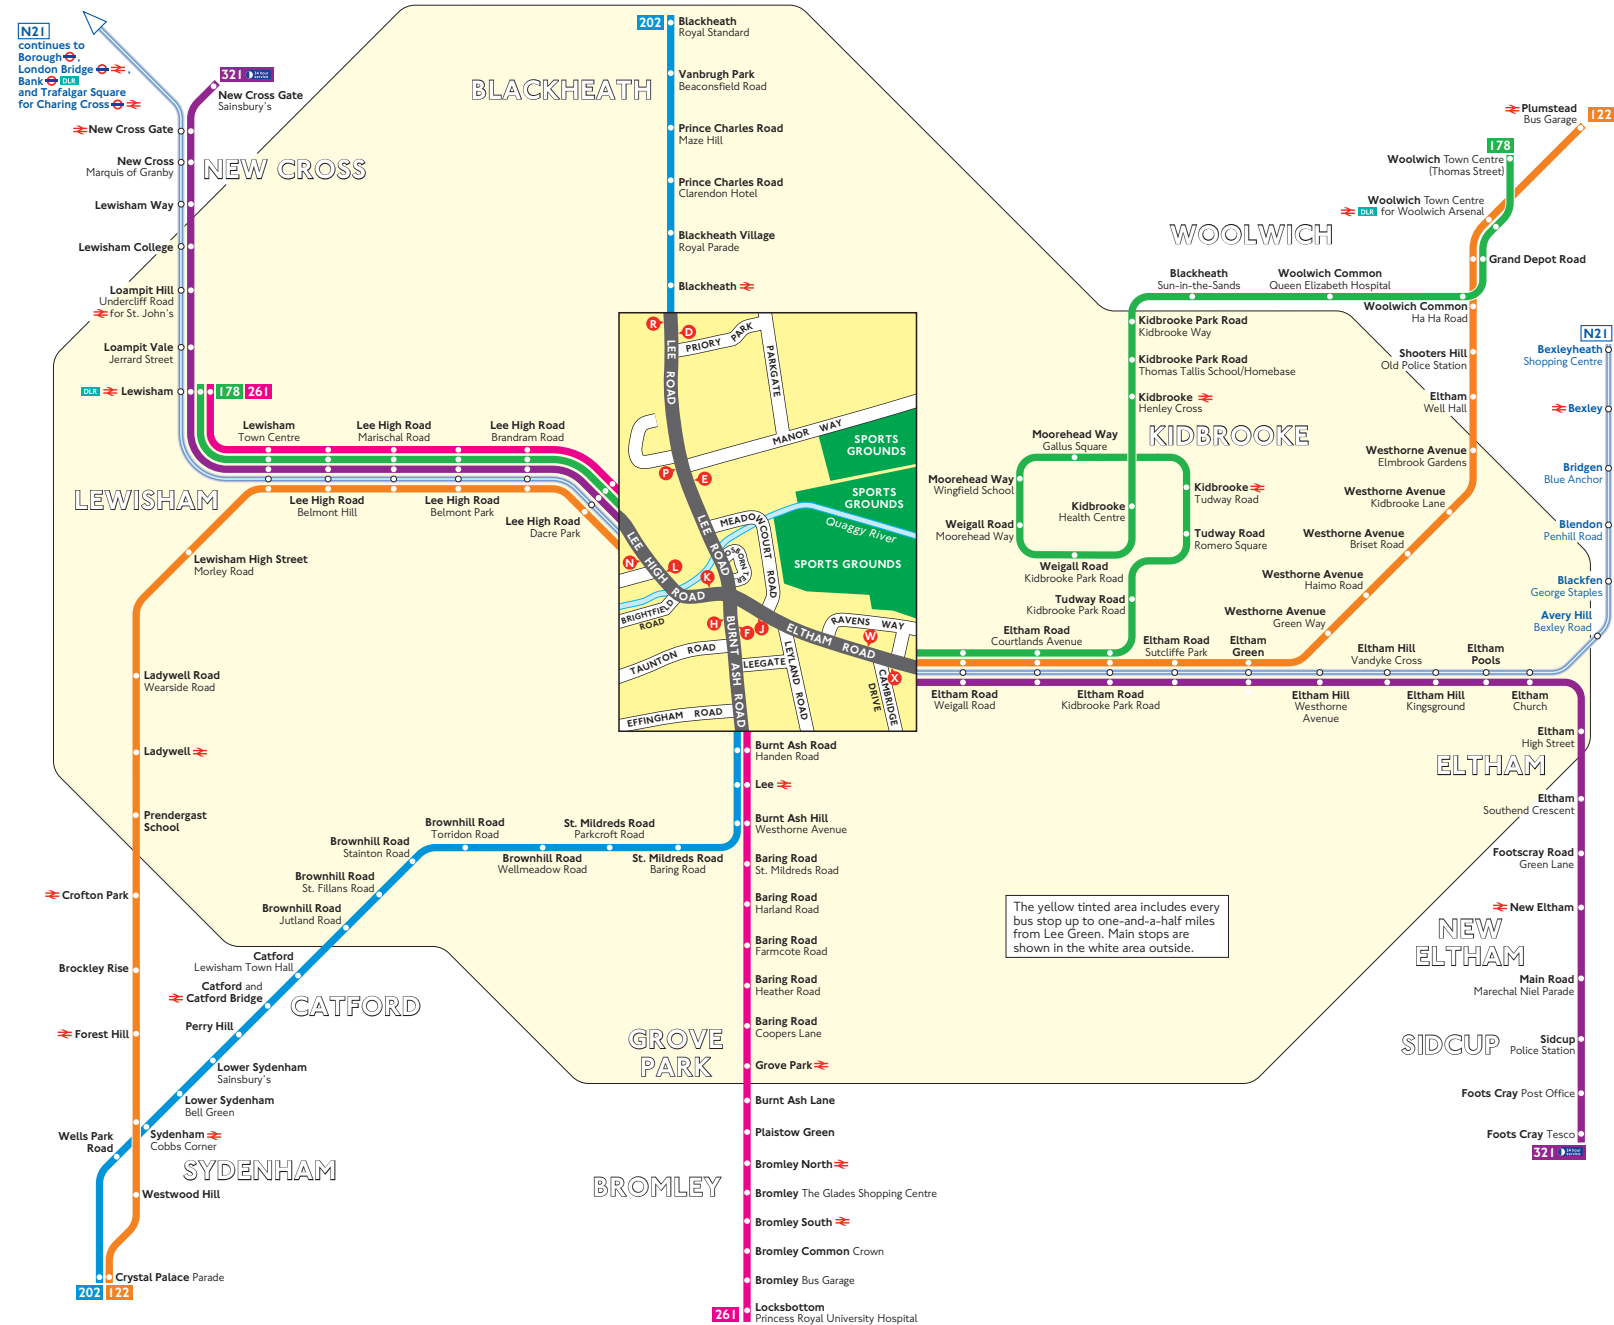 N21
continues to
Borough,
London Bridge,
Bank DLR
and Trafalgar Square
for Charing Cross
321 24 hour service
New Cross Gate
Sainsbury's
New Cross Gate
New Cross
Marquis of Granby
NEW CROSS
Lewisham Way
Lewisham College
Loampit Hill
Undercliff Road
for St. John's
Loampit Vale
Jerrard Street
DLR Lewisham
178 261
Lewisham
Town Centre
Lee High Road
Marischal Road
Lee High Road
Brandram Road
LEWISHAM
Lee High Road
Belmont Hill
Lee High Road
Belmont Park
Lee High Road
Dacre Park
Lewisham High Street
Morley Road
Ladywell Road
Wearside Road
Ladywell
Prendergast
School
Crofton Park
Brockley Rise
Forest Hill
Wells Park
Road
Westwood Hill
Crystal Palace Parade
202 122
202
Blackheath
Royal Standard
BLACKHEATH
Vanbrugh Park
Beaconsfield Road
Prince Charles Road
Maze Hill
Prince Charles Road
Clarendon Hotel
Blackheath Village
Royal Parade
Blackheath
R
D
LEE ROAD
PRIORY PARK
PARKGATE
MANOR WAY
P
E
SPORTS
GROUNDS
SPORTS
GROUNDS
Quaggy River
SPORTS GROUNDS
MEADOWCOURT ROAD
LEE ROAD
OSBORN TER
LEE HIGH ROAD
N
L
K
BRIGHTFIELD
ROAD
H
F
J
W
X
RAVENS WAY
ELTHAM ROAD
TAUNTON ROAD
LEEGATE
LEYLAND ROAD
BURNT ASH ROAD
CAMBRIDGE
DRIVE
EFFINGHAM ROAD
Plumstead
Bus Garage
122
178
Woolwich Town Centre
(Thomas Street)
Woolwich Town Centre
DLR for Woolwich Arsenal
WOOLWICH
Grand Depot Road
Blackheath
Sun-in-the-Sands
Woolwich Common
Queen Elizabeth Hospital
Woolwich Common
Ha Ha Road
Kidbrooke Park Road
Kidbrooke Way
Kidbrooke Park Road
Thomas Tallis School/Homebase
Kidbrooke
Henley Cross
KIDBROOKE
Moorehead Way
Gallus Square
Moorehead Way
Wingfield School
Kidbrooke
Tudway Road
Kidbrooke
Health Centre
Weigall Road
Moorehead Way
Tudway Road
Romero Square
Weigall Road
Kidbrooke Park Road
Tudway Road
Kidbrooke Park Road
Shooters Hill
Old Police Station
Eltham
Well Hall
Westhorne Avenue
Elmbrook Gardens
Westhorne Avenue
Kidbrooke Lane
Westhorne Avenue
Briset Road
Westhorne Avenue
Haimo Road
Westhorne Avenue
Green Way
N21
Bexleyheath
Shopping Centre
Bexley
Bridgen
Blue Anchor
Blendon
Penhill Road
Blackfen
George Staples
Avery Hill
Bexley Road
Eltham Road
Courtlands Avenue
Eltham Road
Sutcliffe Park
Eltham
Green
Eltham Hill
Vandyke Cross
Eltham
Pools
Eltham Road
Weigall Road
Eltham Road
Kidbrooke Park Road
Eltham Hill
Westhorne
Avenue
Eltham Hill
Kingsground
Eltham
Church
Eltham
High Street
ELTHAM
Eltham
Southend Crescent
Footscray Road
Green Lane
New Eltham
NEW
ELTHAM
Main Road
Marechal Niel Parade
SIDCUP
Sidcup
Police Station
Foots Cray Post Office
Foots Cray Tesco
321 24 hour service
Burnt Ash Road
Handen Road
Lee
Burnt Ash Hill
Westhorne Avenue
Baring Road
St. Mildreds Road
Baring Road
Harland Road
Baring Road
Farmcote Road
Baring Road
Heather Road
Baring Road
Coopers Lane
GROVE
PARK
Grove Park
Burnt Ash Lane
Plaistow Green
Bromley North
BROMLEY
Bromley The Glades Shopping Centre
Bromley South
Bromley Common Crown
Bromley Bus Garage
261
Locksbottom
Princess Royal University Hospital
St. Mildreds Road
Parkcroft Road
St. Mildreds Road
Baring Road
Brownhill Road
Torridon Road
Brownhill Road
Wellmeadow Road
Brownhill Road
Stainton Road
Brownhill Road
St. Fillans Road
Brownhill Road
Jutland Road
Catford
Lewisham Town Hall
Catford and
Catford Bridge
CATFORD
Perry Hill
Lower Sydenham
Sainsbury's
Lower Sydenham
Bell Green
Sydenham
Cobbs Corner
SYDENHAM
The yellow tinted area includes every
bus stop up to one-and-a-half miles
from Lee Green. Main stops are
shown in the white area outside.